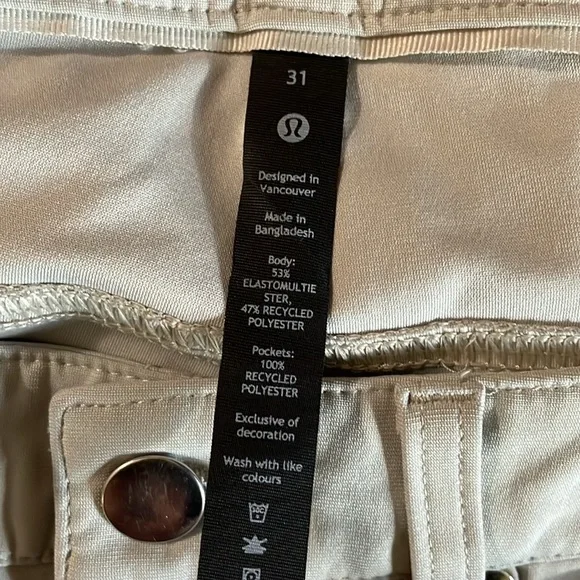 31
Designed in
Vancouver
Made in
Bangladesh
Body:
53%
ELASTOMULTIE
STER,
47% RECYCLED
POLYESTER
Pockets:
100%
RECYCLED
POLYESTER
Exclusive of
decoration
Wash with like
colours